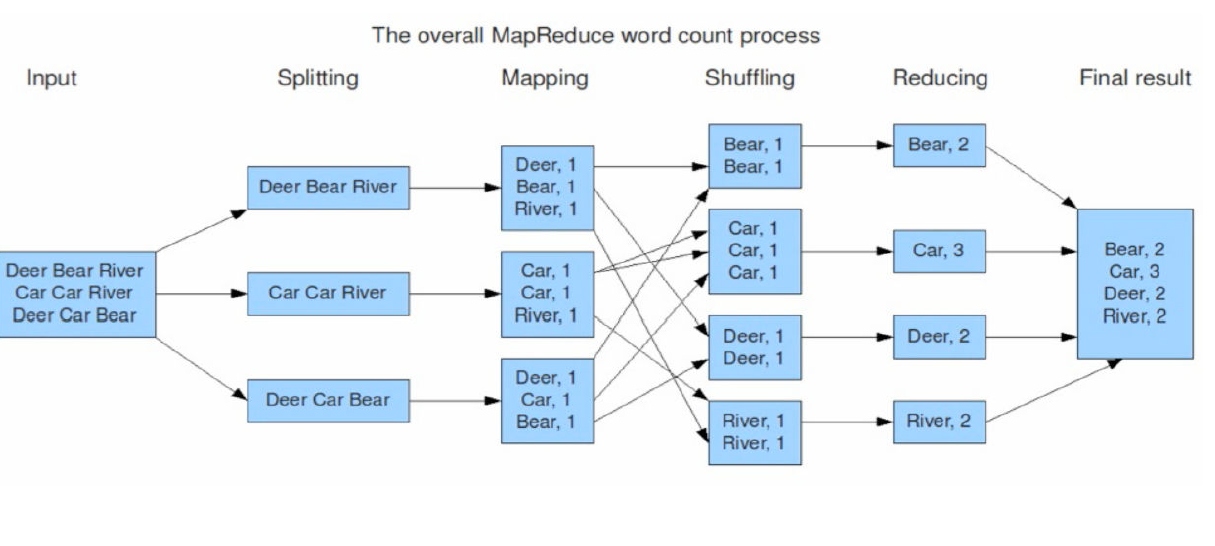 The overall MapReduce word count process
Input
Splitting
Mapping
Shuffling
Reducing
Final result
Deer Bear River
Car Car River
Deer Car Bear
Deer Bear River
Car Car River
Deer Car Bear
Deer, 1
Bear, 1
River, 1
Car, 1
Car, 1
River, 1
Deer, 1
Car, 1
Bear, 1
Bear, 1
Bear, 1
Car, 1
Car, 1
Car, 1
Deer, 1
Deer, 1
River, 1
River, 1
Bear, 2
Car, 3
Deer, 2
River, 2
Bear, 2
Car, 3
Deer, 2
River, 2